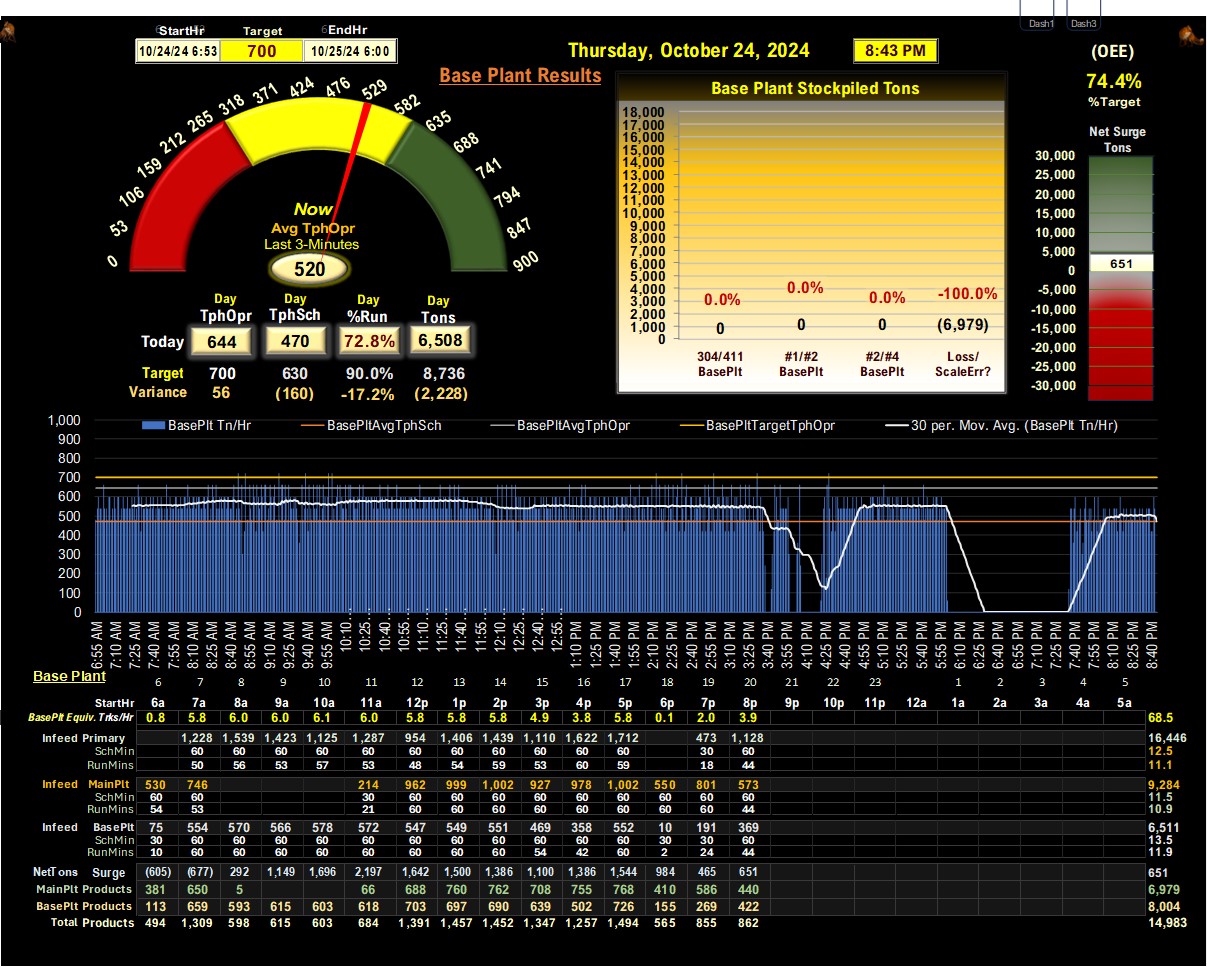 Dash1 Dash3
StartHr Target EndHr
10/24/24 6:53 700 10/25/24 6:00
Thursday, October 24, 2024 8:43 PM
(OEE)
74.4%
%Target
Base Plant Results
0 53 106 159 212 265 318 371 424 476 529 582 635 688 741 794 847 900
Now
Avg TphOpr
Last 3-Minutes
520
Day Day Day Day
TphOpr TphSch %Run Tons
Today 644 470 72.8% 6,508
Target 700 630 90.0% 8,736
Variance 56 (160) -17.2% (2,228)
Base Plant Stockpiled Tons
18,000
17,000
16,000
15,000
14,000
13,000
12,000
11,000
10,000
9,000
8,000
7,000
6,000
5,000
4,000
3,000
2,000
1,000
0
0.0% 0.0% 0.0% -100.0%
0 0 0 (6,979)
304/411 #1/#2 #2/#4 Loss/
BasePlt BasePlt BasePlt ScaleErr?
Net Surge
Tons
30,000
25,000
20,000
15,000
10,000
5,000
0
-5,000
-10,000
-15,000
-20,000
-25,000
-30,000
651
BasePlt Tn/Hr BasePltAvgTphSch BasePltAvgTphOpr BasePltTargetTphOpr 30 per. Mov. Avg. (BasePlt Tn/Hr)
1,000
900
800
700
600
500
400
300
200
100
0
6:55 AM 7:10 AM 7:25 AM 7:40 AM 7:55 AM 8:10 AM 8:25 AM 8:40 AM 8:55 AM 9:10 AM 9:25 AM 9:40 AM 9:55 AM 10:10... 10:25... 10:40... 10:55... 11:10... 11:25... 11:40... 11:55... 12:10... 12:25... 12:40... 12:55... 1:10 PM 1:25 PM 1:40 PM 1:55 PM 2:10 PM 2:25 PM 2:40 PM 2:55 PM 3:10 PM 3:25 PM 3:40 PM 3:55 PM 4:10 PM 4:25 PM 4:40 PM 4:55 PM 5:10 PM 5:25 PM 5:40 PM 5:55 PM 6:10 PM 6:25 PM 6:40 PM 6:55 PM 7:10 PM 7:25 PM 7:40 PM 7:55 PM 8:10 PM 8:25 PM 8:40 PM
Base Plant
6 7 8 9 10 11 12 13 14 15 16 17 18 19 20 21 22 23 1 2 3 4 5
StartHr 6a 7a 8a 9a 10a 11a 12p 1p 2p 3p 4p 5p 6p 7p 8p 9p 10p 11p 12a 1a 2a 3a 4a 5a
BasePlt Equiv. Trks/Hr 0.8 5.8 6.0 6.0 6.1 6.0 5.8 5.8 5.8 4.9 3.8 5.8 0.1 2.0 3.9 68.5
Infeed Primary 1,228 1,539 1,423 1,125 1,287 954 1,406 1,439 1,110 1,622 1,712 473 1,128 16,446
SchMin 60 60 60 60 60 60 60 60 60 60 60 30 60 12.5
RunMins 50 56 53 57 53 48 54 59 53 60 59 18 44 11.1
Infeed MainPlt 530 746 214 962 999 1,002 927 978 1,002 550 801 573 9,284
SchMin 60 60 30 60 60 60 60 60 60 60 60 60 11.5
RunMins 54 53 21 60 60 60 60 60 60 60 60 44 10.9
Infeed BasePlt 75 554 570 566 578 572 547 549 551 469 358 552 10 191 369 6,511
SchMin 30 60 60 60 60 60 60 60 60 60 60 60 30 30 60 13.5
RunMins 10 60 60 60 60 60 60 60 60 54 42 60 2 24 44 11.9
NetTons Surge (605) (677) 292 1,149 1,696 2,197 1,642 1,500 1,386 1,100 1,386 1,544 984 465 651 651
MainPlt Products 381 650 5 66 688 760 762 708 755 768 410 586 440 6,979
BasePlt Products 113 659 593 615 603 618 703 697 690 639 502 726 155 269 422 8,004
Total Products 494 1,309 598 615 603 684 1,391 1,457 1,452 1,347 1,257 1,494 565 855 862 14,983